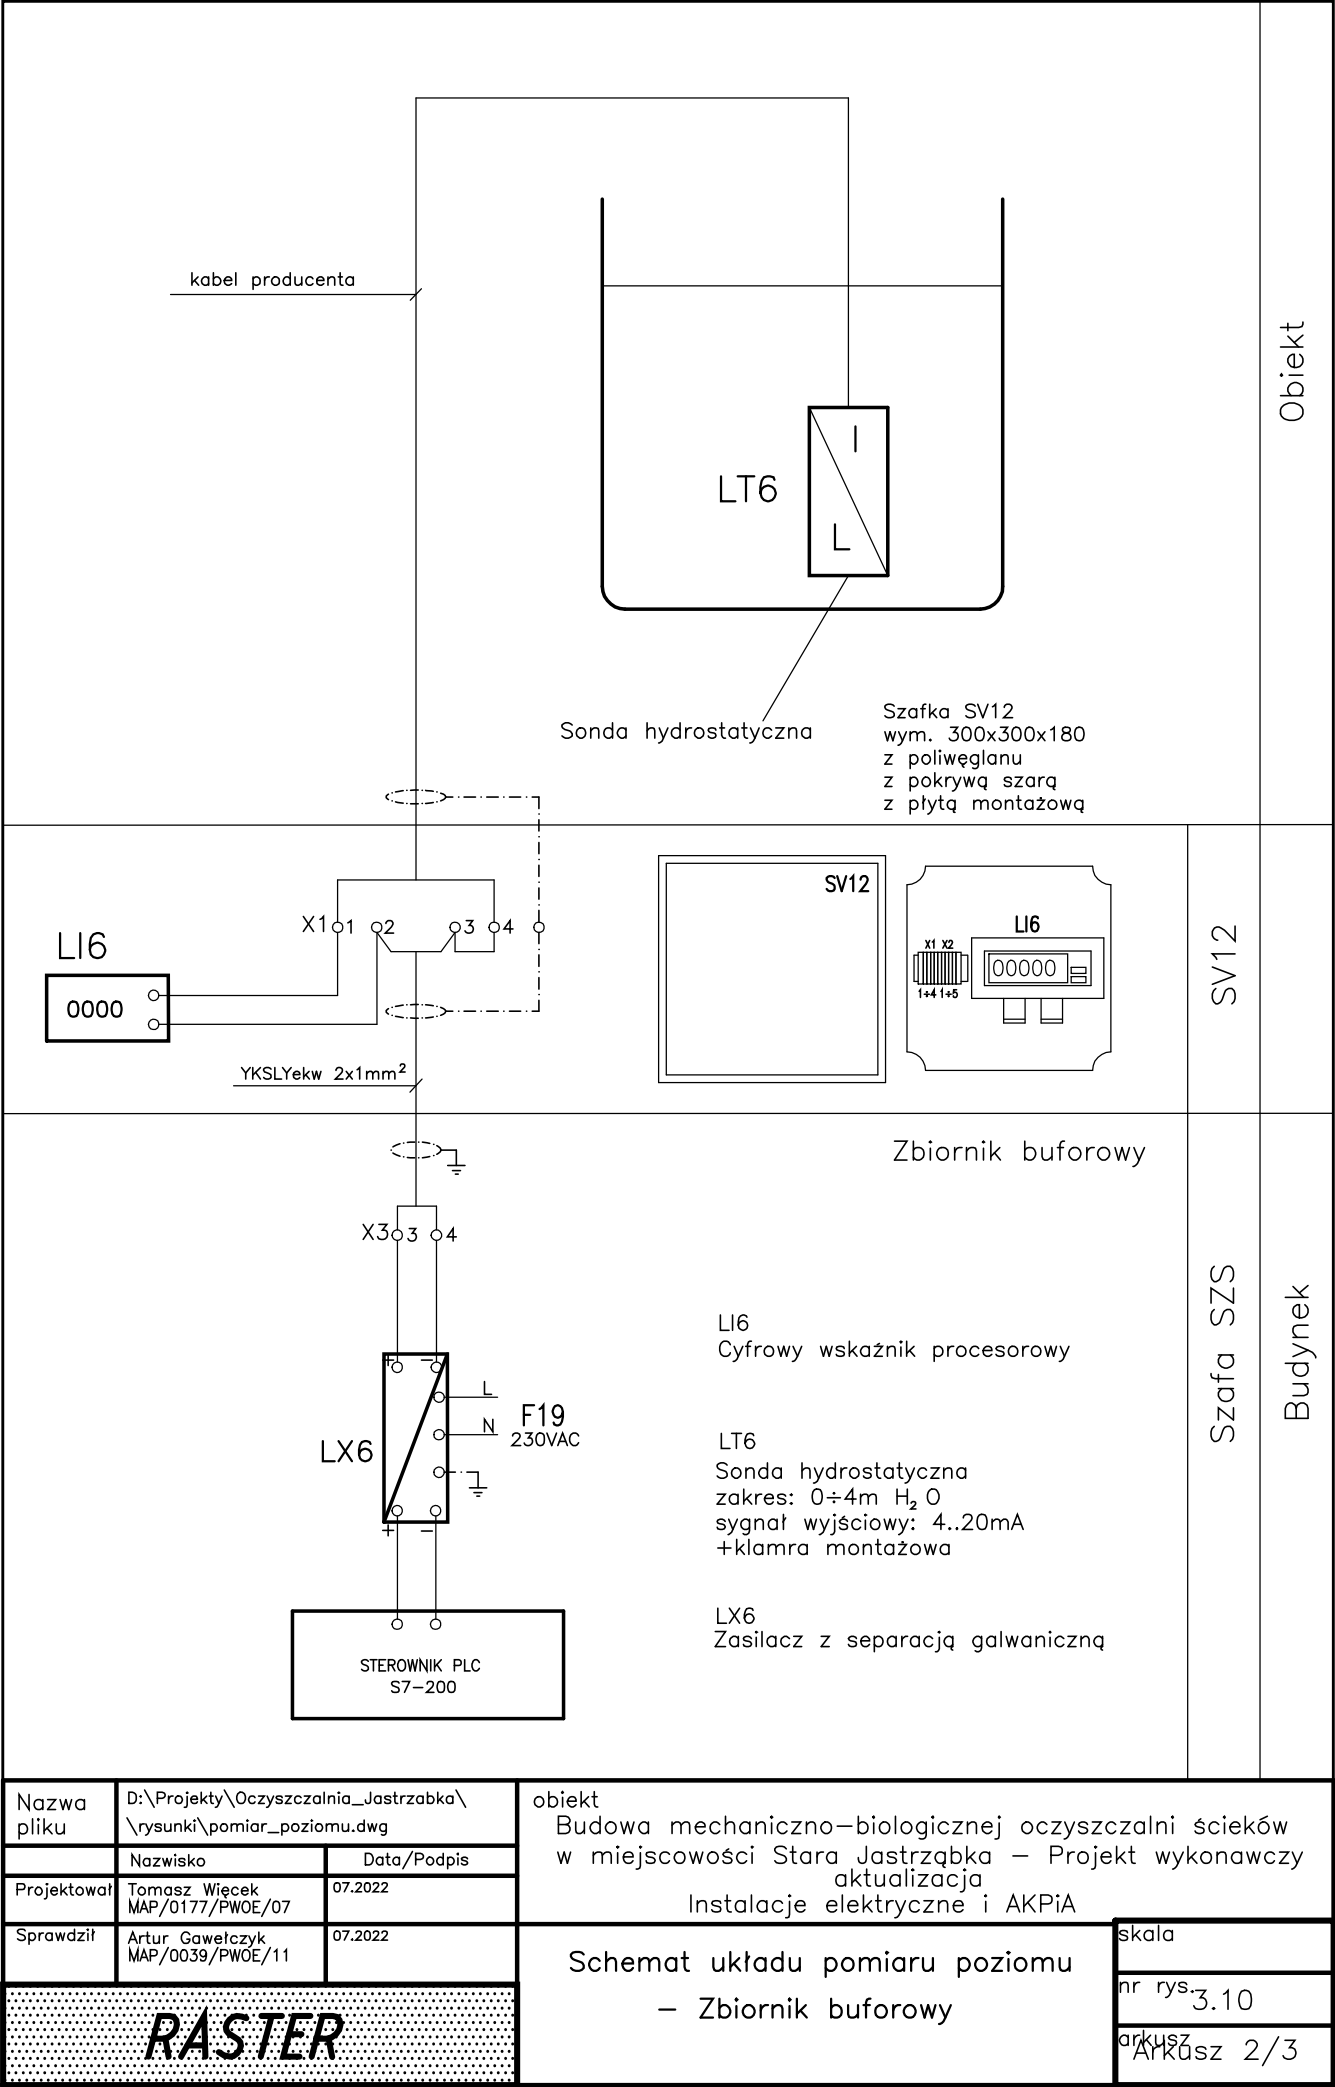 kabel producenta
Obiekt
I
LT6
L
Sonda hydrostatyczna
Szafka SV12
wym. 300x300x180
z poliwęglanu
z pokrywą szarą
z płytą montażową
SV12
X1 1 2 3 4
LI6
0000
LI6
X1 X2
00000
1÷4 1÷5
SV12
YKSLYekw 2x1mm²
Zbiornik buforowy
X3 3 4
Szafa SZS
Budynek
LI6
Cyfrowy wskaźnik procesorowy
+ −
L
N
F19
230VAC
LX6
+ −
LT6
Sonda hydrostatyczna
zakres: 0÷4m H₂O
sygnał wyjściowy: 4..20mA
+klamra montażowa
LX6
Zasilacz z separacją galwaniczną
STEROWNIK PLC
S7-200
Nazwa
pliku
D:\Projekty\Oczyszczalnia_Jastrzabka\
\rysunki\pomiar_poziomu.dwg
Nazwisko
Data/Podpis
Projektował
Tomasz Więcek
MAP/0177/PWOE/07
07.2022
Sprawdził
Artur Gawełczyk
MAP/0039/PWOE/11
07.2022
RASTER
obiekt
Budowa mechaniczno-biologicznej oczyszczalni ścieków
w miejscowości Stara Jastrząbka - Projekt wykonawczy
aktualizacja
Instalacje elektryczne i AKPiA
Schemat układu pomiaru poziomu
- Zbiornik buforowy
skala
nr rys.
3.10
arkusz
Arkusz 2/3